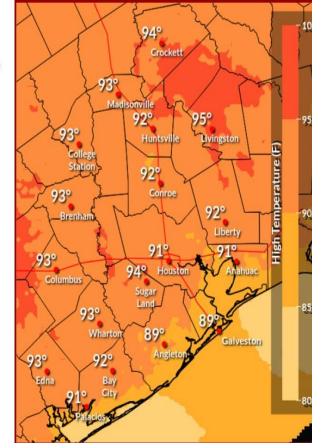 94°
Crockett
93°
Madisonville
92°
Huntsville
95°
Livingston
93°
College
Station
92°
Conroe
93°
Brenham
92°
Liberty
93°
Columbus
91°
Houston
91°
Anahuac
94°
Sugar
Land
93°
Wharton
89°
Angleton
89°
Galveston
93°
Edna
92°
Bay
City
91°
Palacios
High Temperature (F)
95
90
85
80